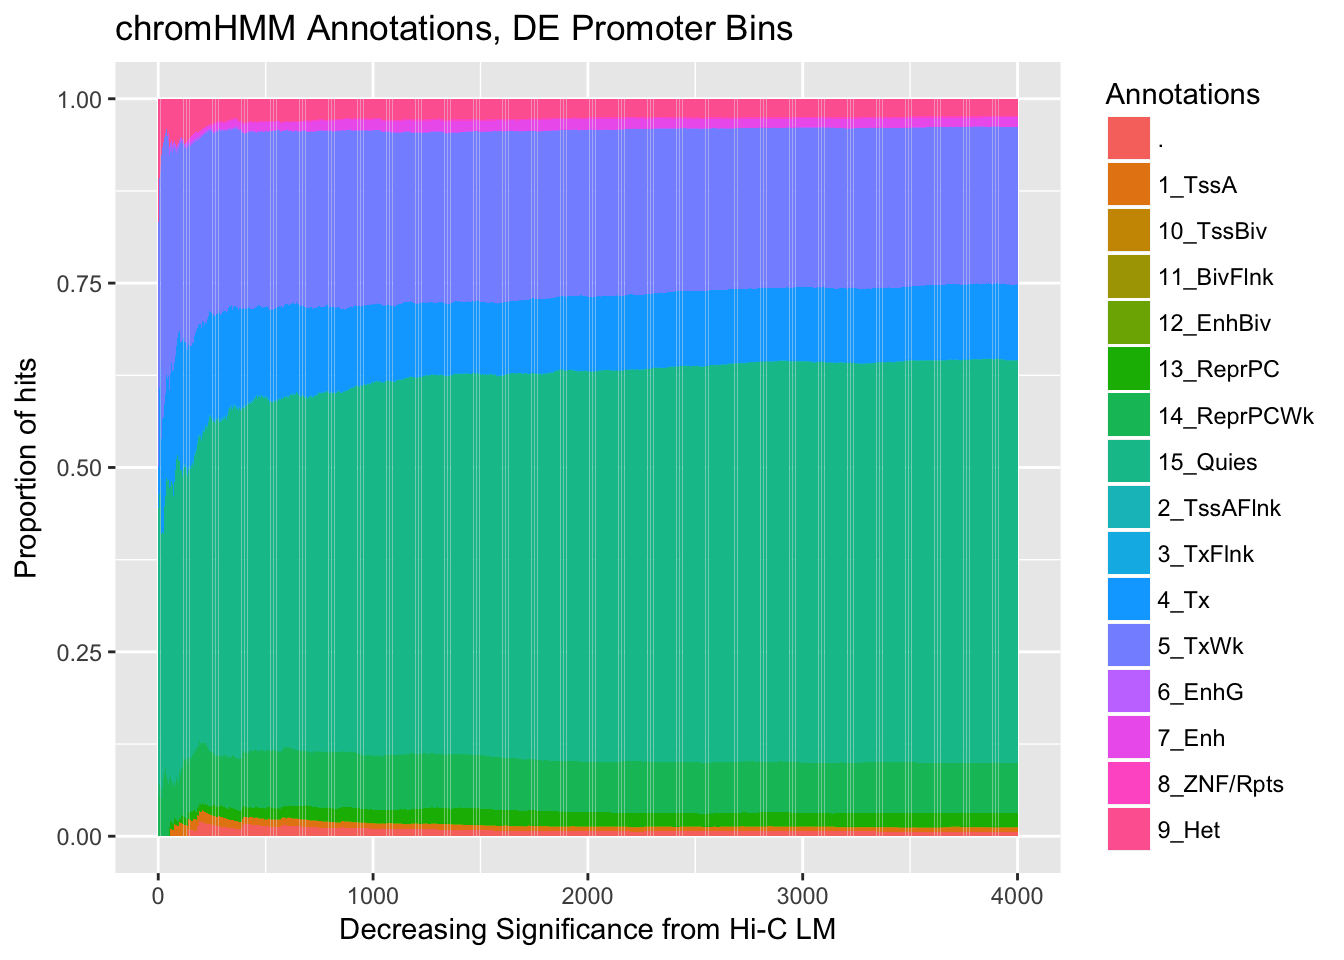 chromHMM Annotations, DE Promoter Bins
Proportion of hits
1.00
0.75
0.50
0.25
0.00
0
1000
2000
3000
4000
Decreasing Significance from Hi-C LM
Annotations
.
1_TssA
10_TssBiv
11_BivFlnk
12_EnhBiv
13_ReprPC
14_ReprPCWk
15_Quies
2_TssAFlnk
3_TxFlnk
4_Tx
5_TxWk
6_EnhG
7_Enh
8_ZNF/Rpts
9_Het